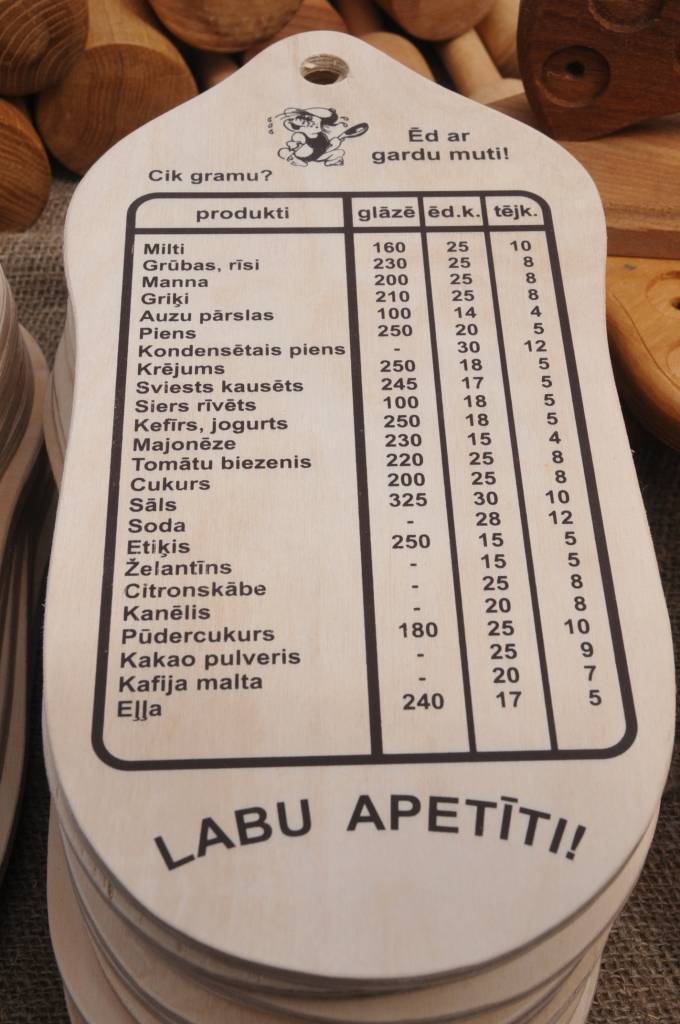 Ēd ar
gardu muti!
Cik gramu?
produkti glāzē ēd.k. tējk.
Milti 160 25 10
Grūbas, rīsi 230 25 8
Manna 200 25 8
Griķi 210 25 8
Auzu pārslas 100 14 4
Piens 250 20 5
Kondensētais piens - 30 12
Krējums 250 18 5
Sviests kausēts 245 17 5
Siers rīvēts 100 18 5
Kefīrs, jogurts 250 18 5
Majonēze 230 15 4
Tomātu biezenis 220 25 8
Cukurs 200 25 8
Sāls 325 30 10
Soda - 28 12
Etiķis 250 15 5
Želantīns - 15 5
Citronskābe - 25 8
Kanēlis - 20 8
Pūdercukurs 180 25 10
Kakao pulveris - 25 9
Kafija malta - 20 7
Eļļa 240 17 5
LABU APETĪTI!